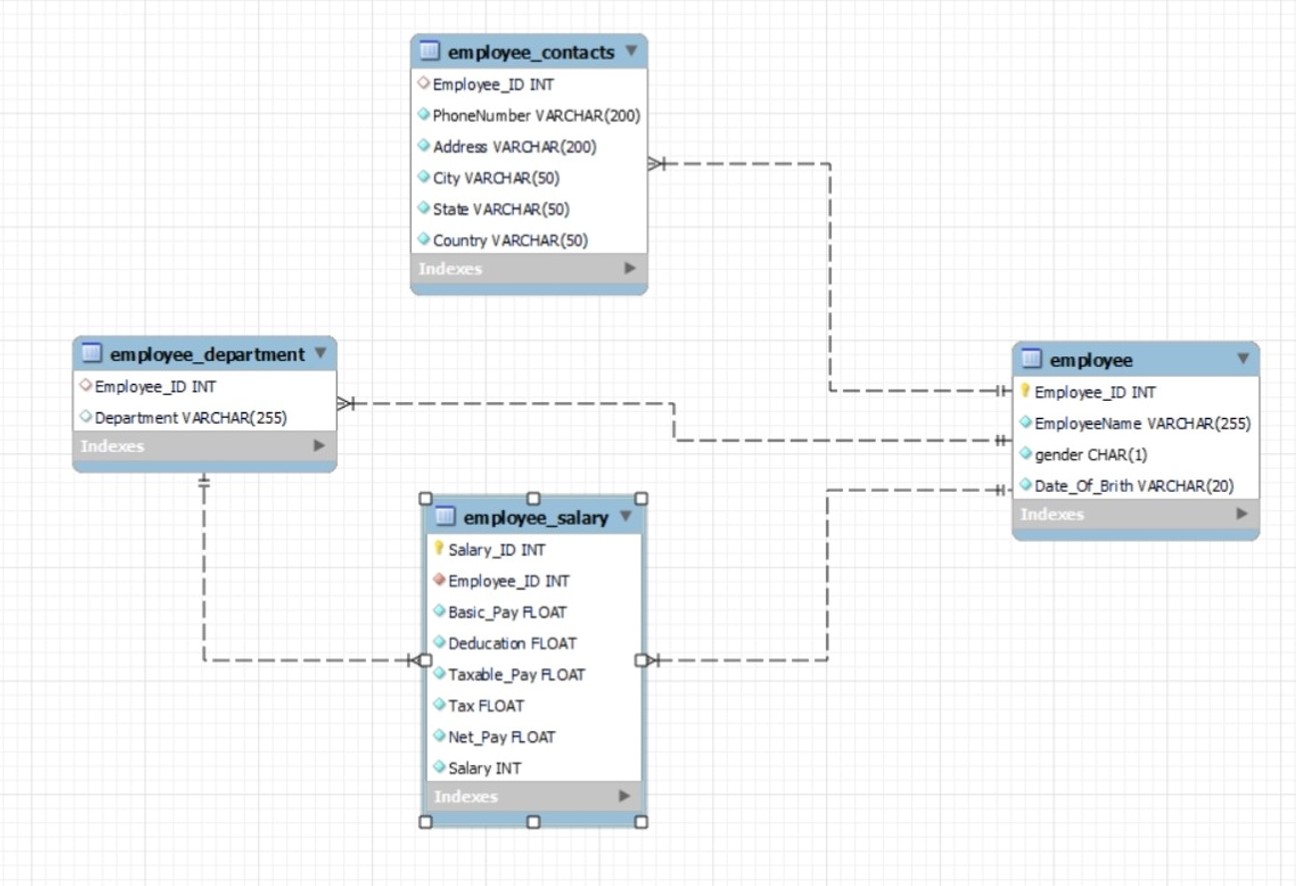 employee_contacts
Employee_ID INT
PhoneNumber VARCHAR(200)
Address VARCHAR(200)
City VARCHAR(50)
State VARCHAR(50)
Country VARCHAR(50)
Indexes
employee_department
Employee_ID INT
Department VARCHAR(255)
Indexes
employee
Employee_ID INT
EmployeeName VARCHAR(255)
gender CHAR(1)
Date_Of_Brith VARCHAR(20)
Indexes
employee_salary
Salary_ID INT
Employee_ID INT
Basic_Pay FLOAT
Deducation FLOAT
Taxable_Pay FLOAT
Tax FLOAT
Net_Pay FLOAT
Salary INT
Indexes